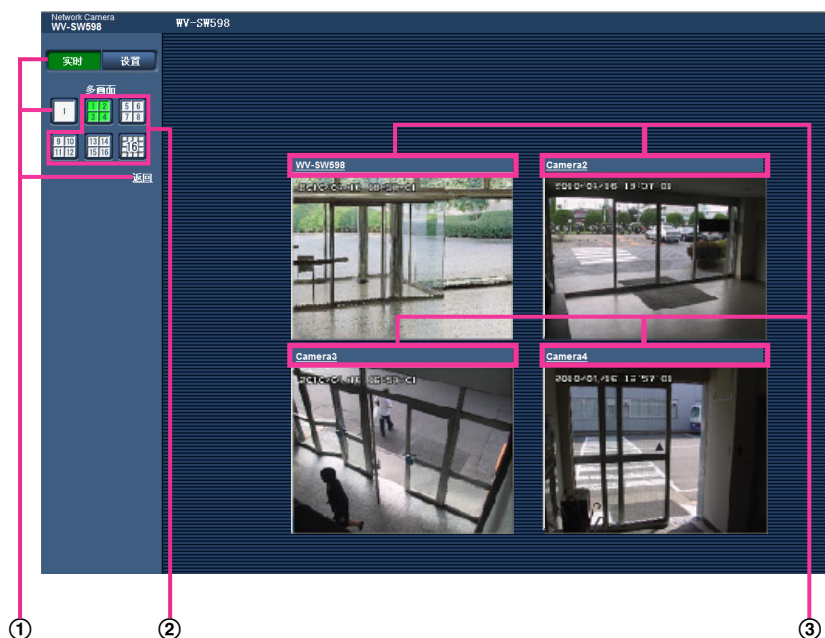 Network Camera
WV-SW598
WV-SW598
实时 设置
多画面
1
1 2
3 4
5 6
7 8
9 10
11 12
13 14
15 16
16
返回
WV-SW598
Camera2
Camera3
Camera4
① ② ③